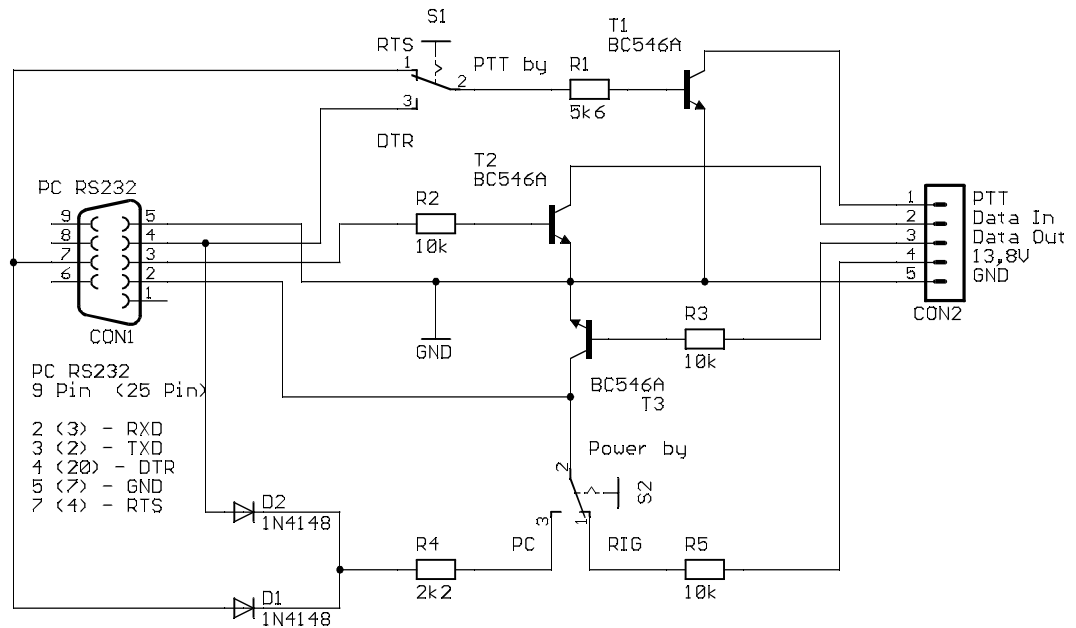 S1
T1
BC546A
RTS
1
PTT by
R1
2
3
5k6
DTR
T2
BC546A
PC RS232
R2
1
PTT
9
5
2
Data In
8
4
10k
3
Data Out
7
3
4
13,8V
6
2
5
GND
1
R3
CON2
CON1
GND
10k
PC RS232
9 Pin (25 Pin)
BC546A
T3
2 (3) - RXD
3 (2) - TXD
4 (20) - DTR
5 (7) - GND
7 (4) - RTS
Power by
2
S2
D2
1N4148
3
1
R4
PC
RIG
R5
2k2
10k
D1
1N4148